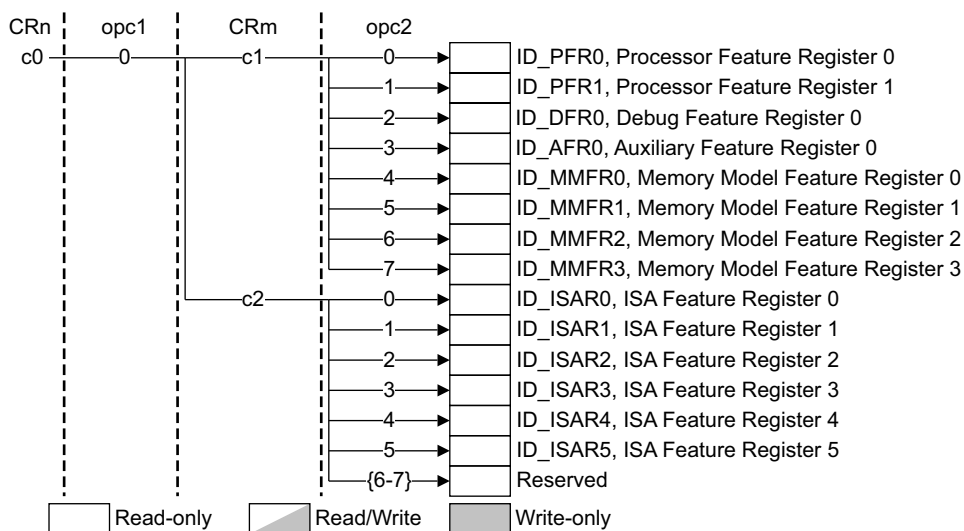 CRn opc1 CRm opc2
c0 0 c1 0 ID_PFR0, Processor Feature Register 0
1 ID_PFR1, Processor Feature Register 1
2 ID_DFR0, Debug Feature Register 0
3 ID_AFR0, Auxiliary Feature Register 0
4 ID_MMFR0, Memory Model Feature Register 0
5 ID_MMFR1, Memory Model Feature Register 1
6 ID_MMFR2, Memory Model Feature Register 2
7 ID_MMFR3, Memory Model Feature Register 3
c2 0 ID_ISAR0, ISA Feature Register 0
1 ID_ISAR1, ISA Feature Register 1
2 ID_ISAR2, ISA Feature Register 2
3 ID_ISAR3, ISA Feature Register 3
4 ID_ISAR4, ISA Feature Register 4
5 ID_ISAR5, ISA Feature Register 5
{6-7} Reserved
Read-only Read/Write Write-only